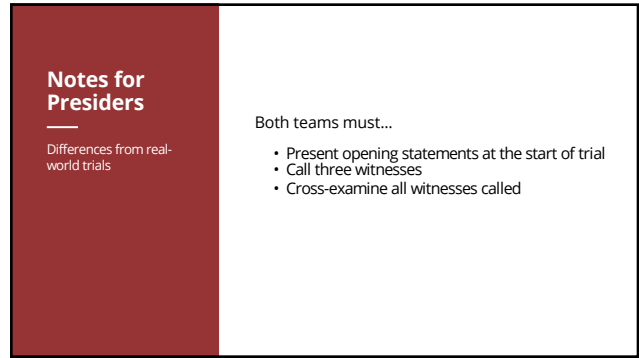 Notes for
Presiders
Differences from real-
world trials
Both teams must...
• Present opening statements at the start of trial
• Call three witnesses
• Cross-examine all witnesses called